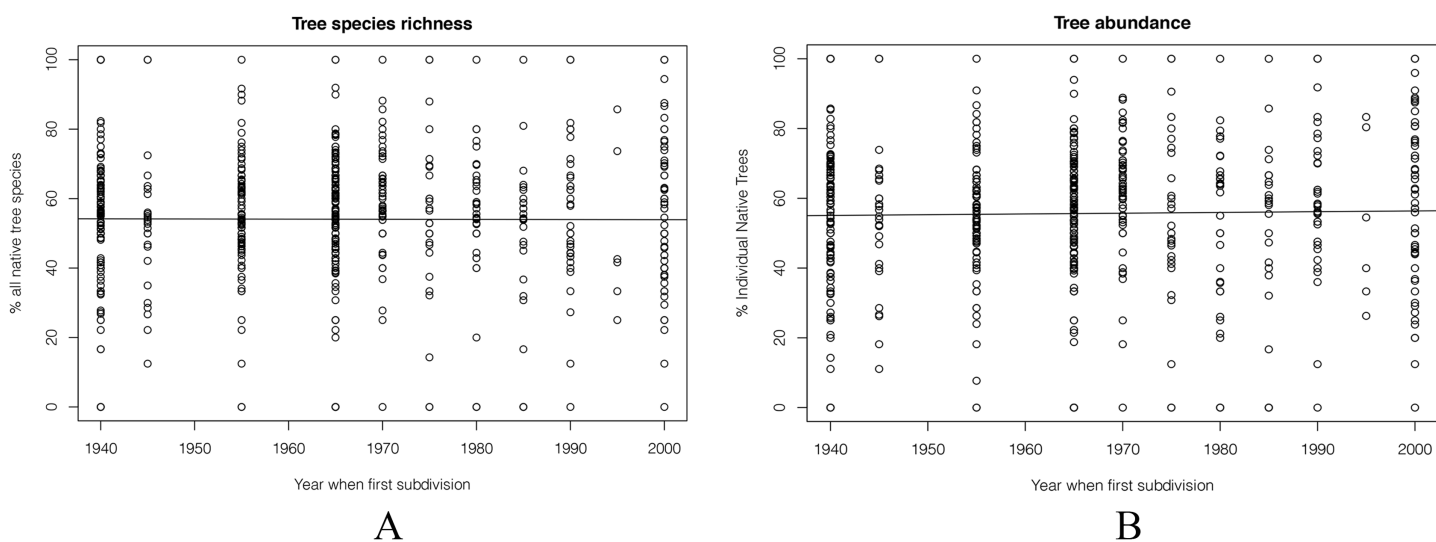 Tree species richness
% all native tree species
100
80
60
40
20
0
1940 1950 1960 1970 1980 1990 2000
Year when first subdivision
A
Tree abundance
% Individual Native Trees
100
80
60
40
20
0
1940 1950 1960 1970 1980 1990 2000
Year when first subdivision
B